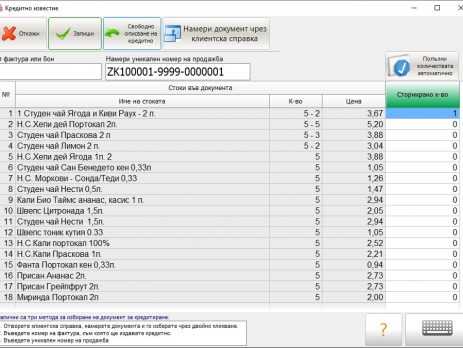 Кредитно известие
Откажи
Запиши
Свободно
описване на
кредитно
Намери документ чрез
клиентска справка
фактура или бон
Намери уникален номер на продажба
ZK100001-9999-0000001
Попълни
количествата
автоматично
Стоки във документа
№ Име на стоката К-во Цена Сторнирано к-во
1 1 Студен чай Ягода и Киви Раух - 2 л. 5 - 2 3,67 1
2 Н.С.Хепи дей Портокал 2л. 5 - 5 5,20 0
3 Студен чай Праскова 2 л 5 - 3 3,88 0
4 Студен чай Лимон 2 л. 5 - 2 3,04 0
5 Н.С.Хепи дей Ягода 1л. 2 5 3,88 0
6 Студен чай Сан Бенедето кен 0,33л 5 1,05 0
7 Н.С. Моркови - Сонда/Теди 0,33 5 1,26 0
8 Студен чай Нести 0,5л. 5 1,47 0
9 Капи Био Таймс ананас, касис 1 л. 5 2,94 0
10 Швепс Цитронада 1,5л. 5 2,05 0
11 Студен чай Нести 1,5л. 5 2,94 0
12 Швепс тоник кутия 0.33 5 0,94 0
13 Н.С.Капи портокал 100% 5 2,52 0
14 Н.С.Капи Праскова 1л. 5 2,21 0
15 Фанта Портокал кен 0,33л. 5 0,94 0
16 Присан Ананас 2л. 5 2,73 0
17 Присан Грейпфрут 2л. 5 2,73 0
18 Миринда Портокал 2л 5 2,00 0
алични са три метода за избиране на документ за кредитиране:
. Отворете клиентска справка, намерете документа и го изберете чрез двойно кликване.
. Въведете номер на фактура, към която ще издавате кредитно.
. Въведете уникален номер на продажба
?